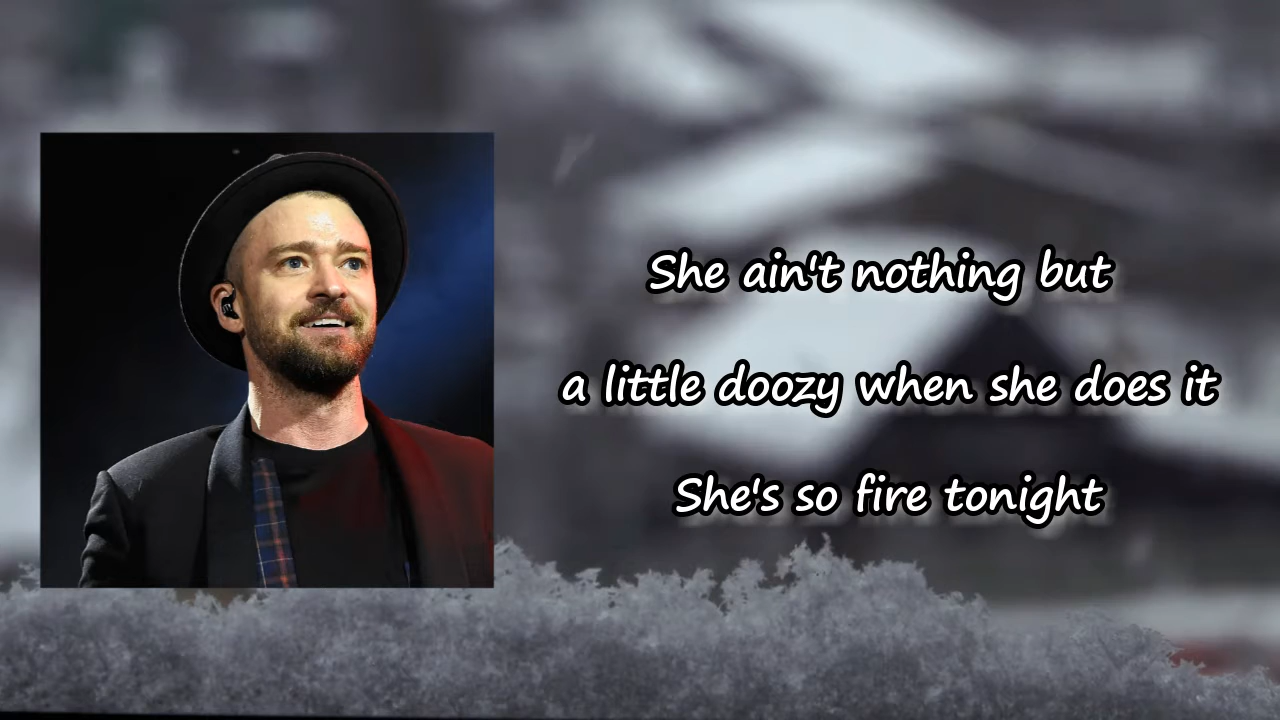 She ain't nothing but
a little doozy when she does it
She's so fire tonight